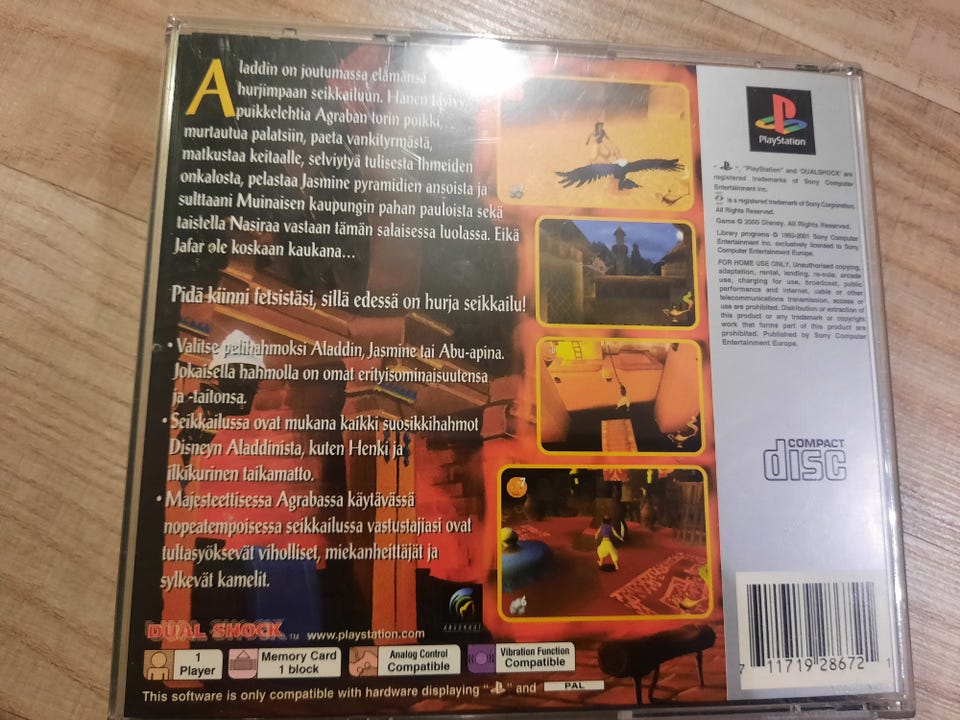 Aladdin on joutumassa elämänsä
hurjimpaan seikkailuun. Hänen täytyy
puikkelehtia Agraban torin poikki,
murtautua palatsiin, paeta vankityrmästä,
matkustaa keitaalle, selviytyä tulisesta Ihmeiden
onkalosta, pelastaa Jasmine pyramidien ansoista ja
sulttaani Muinaisen kaupungin pahan pauloista sekä
taistella Nasiraa vastaan tämän salaisessa luolassa. Eikä
Jafar ole koskaan kaukana...
Pidä kiinni fetsistäsi, sillä edessä on hurja seikkailu!
• Valitse pelihahmoksi Aladdin, Jasmine tai Abu-apina.
Jokaisella hahmolla on omat erityisominaisuutensa
ja -taitonsa.
• Seikkailussa ovat mukana kaikki suosikkihahmot
Disneyn Aladdinista, kuten Henki ja
ilkikurinen taikamatto.
• Majesteettisessa Agrabassa käytävässä
nopeatempoisessa seikkailussa vastustajiasi ovat
tultasyöksevät viholliset, miekanheittäjät ja
sylkevät kamelit.
7
ARGONAUT
DUAL SHOCK™ www.playstation.com
1
Player
Memory Card
1 block
Analog Control
Compatible
Vibration Function
Compatible
This software is only compatible with hardware displaying " " and PAL
PlayStation
" ", "PlayStation" and "DUALSHOCK" are
registered trademarks of Sony Computer
Entertainment Inc.
is a registered trademark of Sony Corporation.
All Rights Reserved.
Game © 2000 Disney. All Rights Reserved.
Library programs © 1993-2001 Sony Computer
Entertainment Inc. exclusively licensed to Sony
Computer Entertainment Europe.
FOR HOME USE ONLY. Unauthorised copying,
adaptation, rental, lending, re-sale, arcade
use, charging for use, broadcast, public
performance and internet, cable or other
telecommunications transmission, access or
use are prohibited. Distribution or extraction of
this product or any trademark or copyright
work that forms part of this product are
prohibited. Published by Sony Computer
Entertainment Europe.
COMPACT
disc
7 11719 28672 1